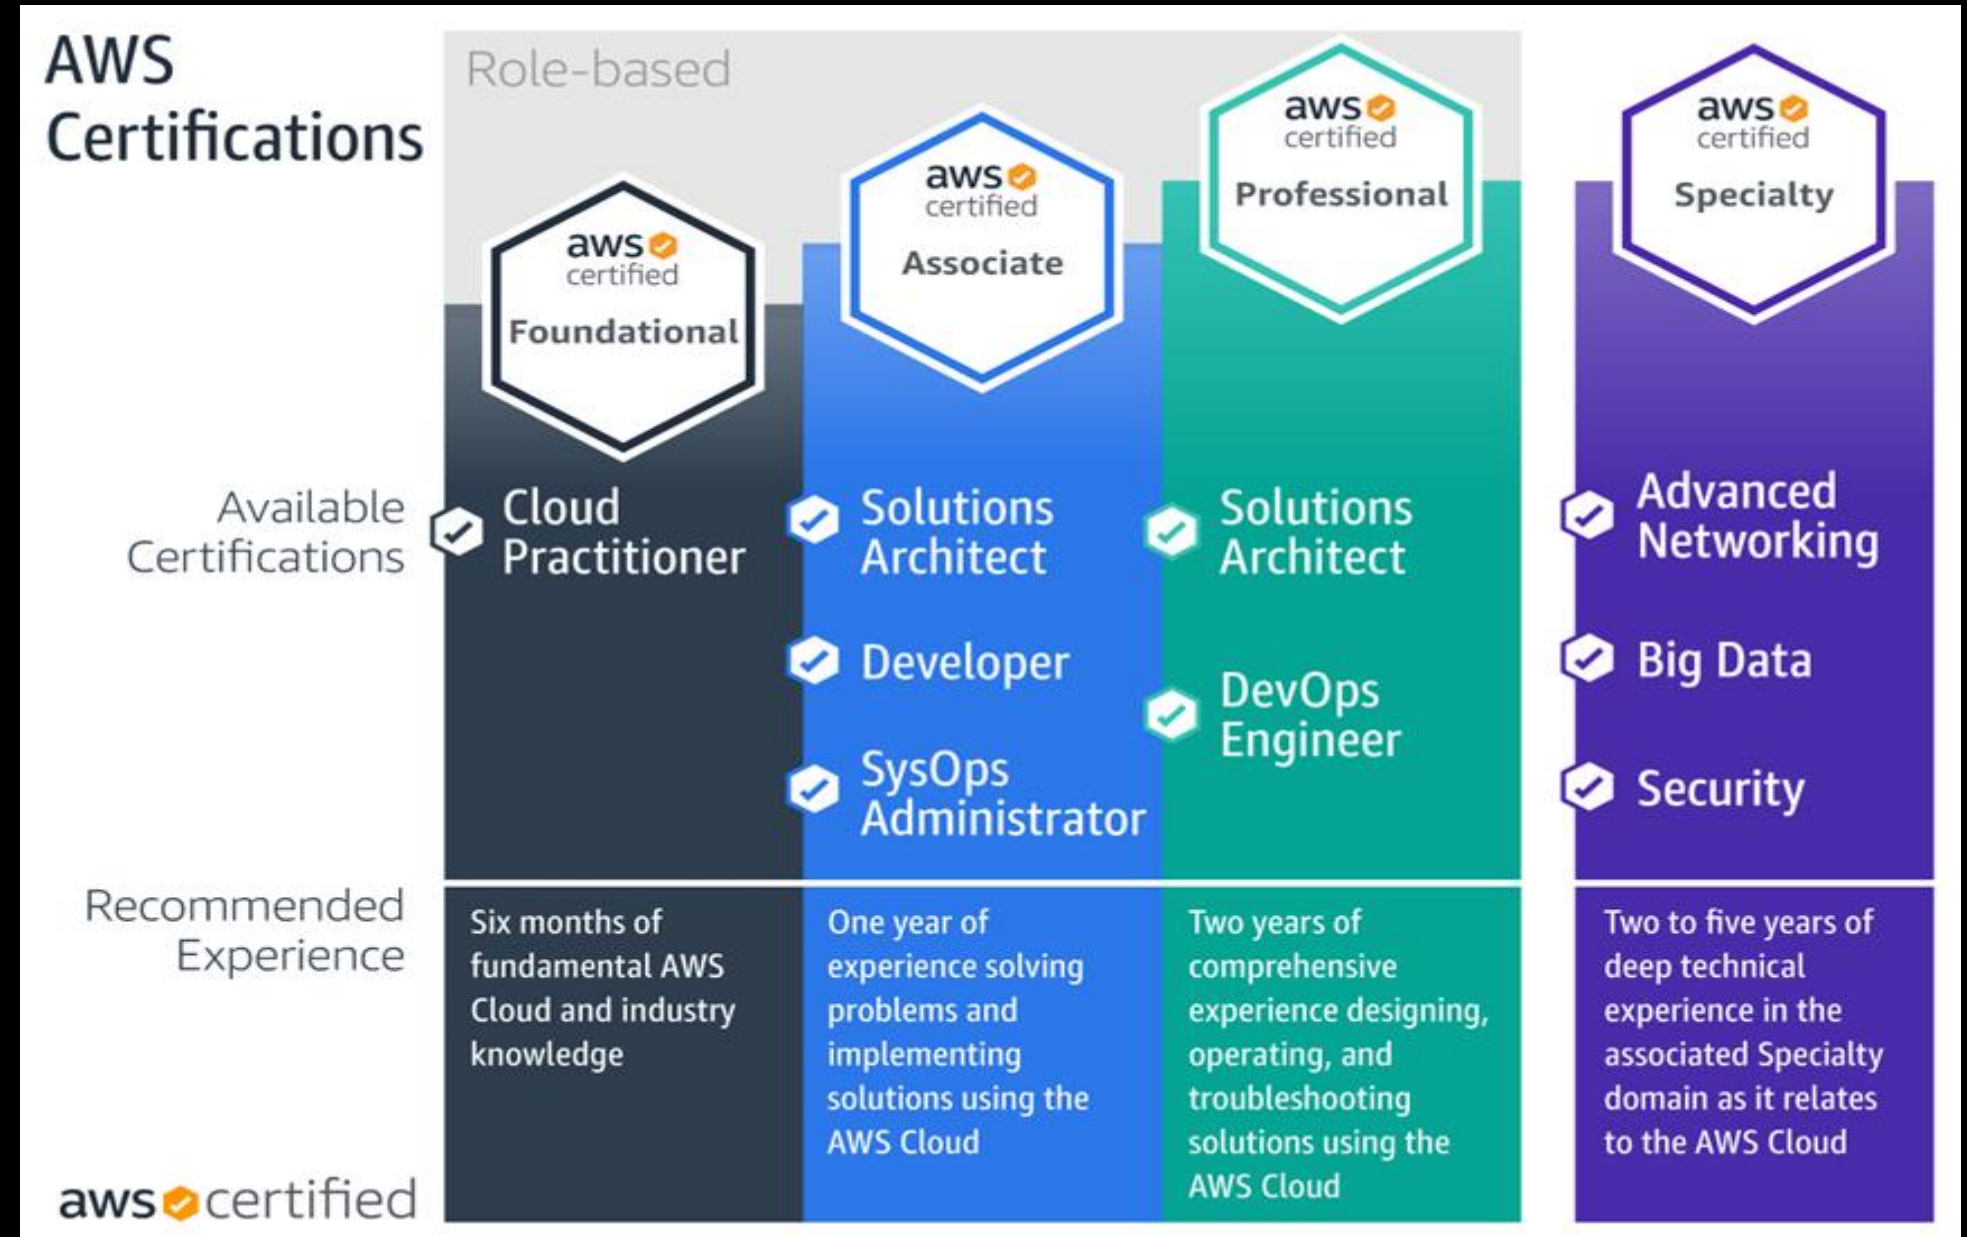 AWS
Certifications
Role-based
aws
certified
Foundational
aws
certified
Associate
aws
certified
Professional
aws
certified
Specialty
Available
Certifications
Cloud
Practitioner
Solutions
Architect
Developer
SysOps
Administrator
Solutions
Architect
DevOps
Engineer
Advanced
Networking
Big Data
Security
Recommended
Experience
Six months of
fundamental AWS
Cloud and industry
knowledge
One year of
experience solving
problems and
implementing
solutions using the
AWS Cloud
Two years of
comprehensive
experience designing,
operating, and
troubleshooting
solutions using the
AWS Cloud
Two to five years of
deep technical
experience in the
associated Specialty
domain as it relates
to the AWS Cloud
aws certified